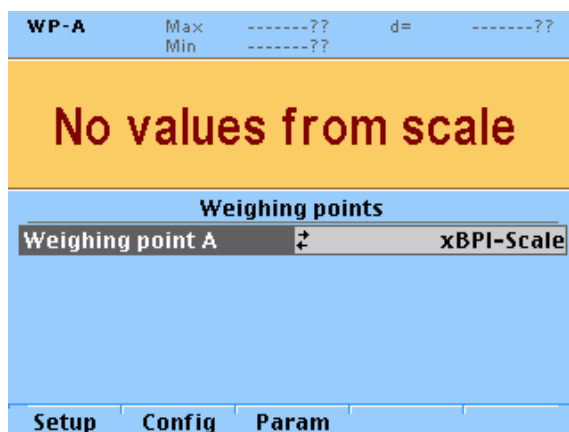 WP-A Max -------?? d= -------??
Min -------??
No values from scale
Weighing points
Weighing point A xBPI-Scale
Setup Config Param